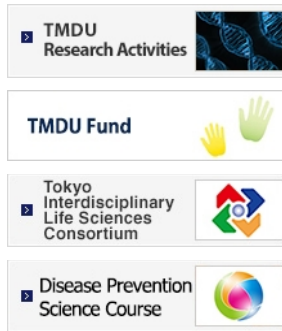 TMDU
Research Activities
TMDU Fund
Tokyo
Interdisciplinary
Life Sciences
Consortium
Disease Prevention
Science Course